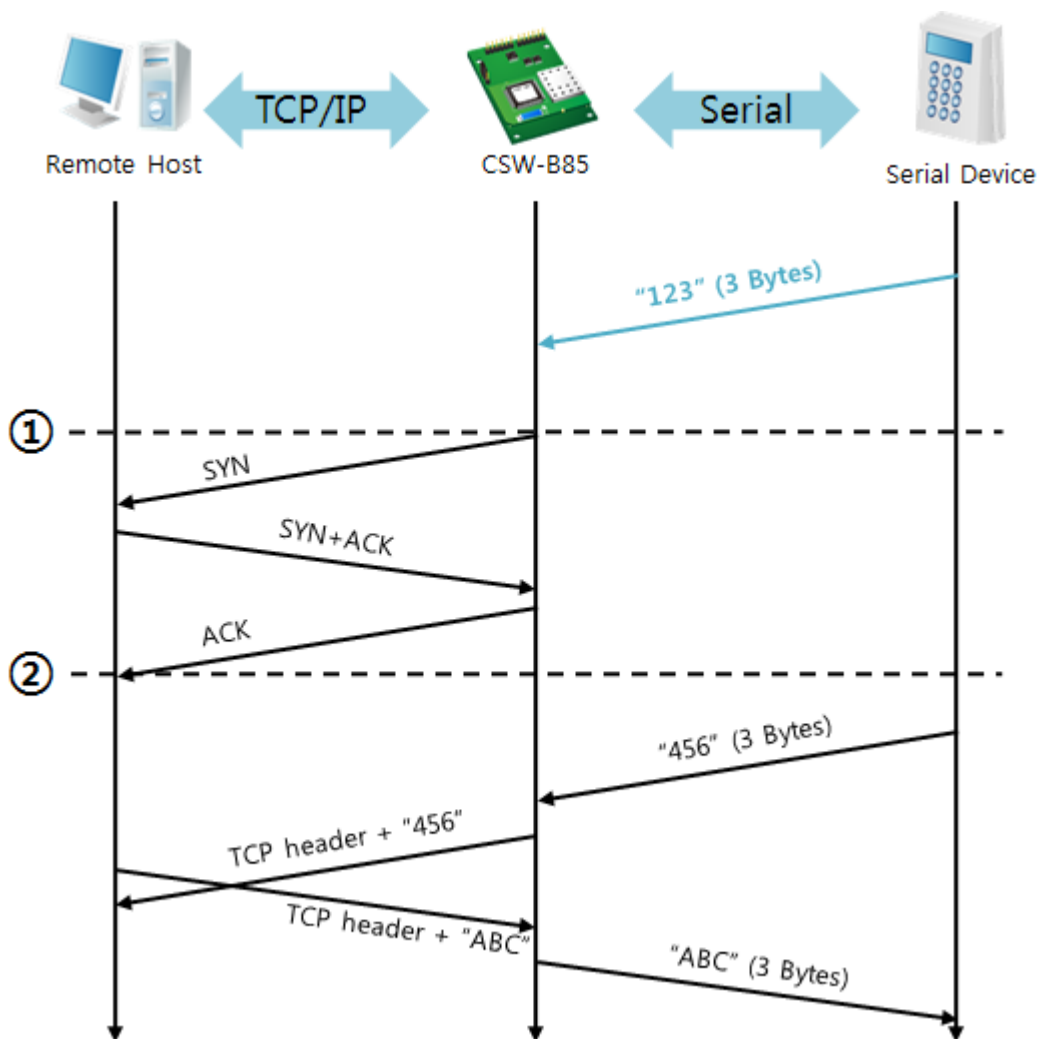 TCP/IP
Serial
Remote Host
CSW-B85
Serial Device
“123” (3 Bytes)
①
SYN
SYN+ACK
ACK
②
“456” (3 Bytes)
TCP header + "456"
TCP header + “ABC”
“ABC” (3 Bytes)